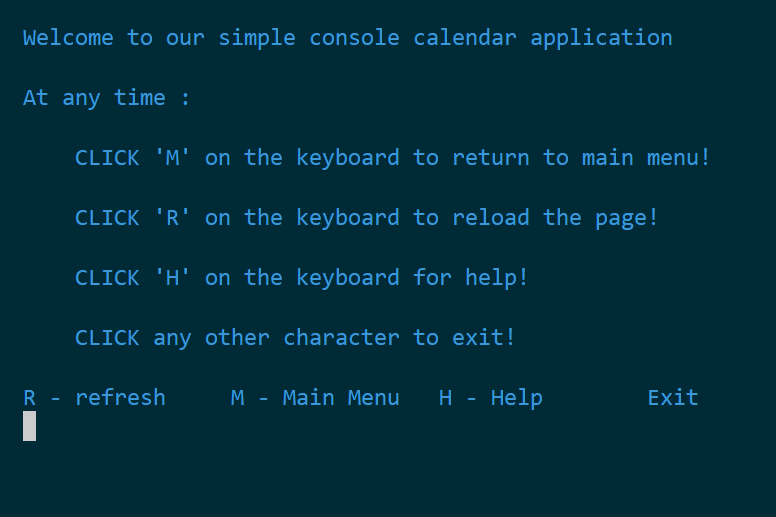 Welcome to our simple console calendar application
At any time :
CLICK 'M' on the keyboard to return to main menu!
CLICK 'R' on the keyboard to reload the page!
CLICK 'H' on the keyboard for help!
CLICK any other character to exit!
R - refresh     M - Main Menu   H - Help        Exit